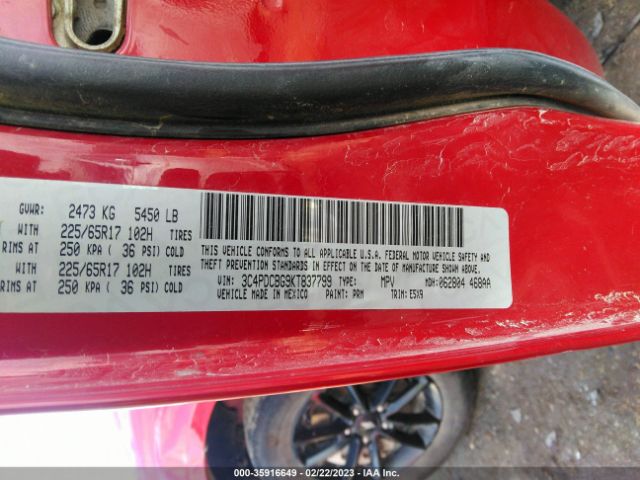 GVWR: 2473 KG 5450 LB
WITH 225/65R17 102H TIRES
RIMS AT 250 KPA ( 36 PSI) COLD
WITH 225/65R17 102H TIRES
RIMS AT 250 KPA ( 36 PSI) COLD
THIS VEHICLE CONFORMS TO ALL APPLICABLE U.S.A. FEDERAL MOTOR VEHICLE SAFETY AND
THEFT PREVENTION STANDARDS IN EFFECT ON THE DATE OF MANUFACTURE SHOWN ABOVE.
VIN: 3C4PDCBG9KT837799 TYPE: MPV MDH:062804 468AA
VEHICLE MADE IN MEXICO PAINT: PRM TRIM: E5X9
000-35916649 - 02/22/2023 - IAA Inc.